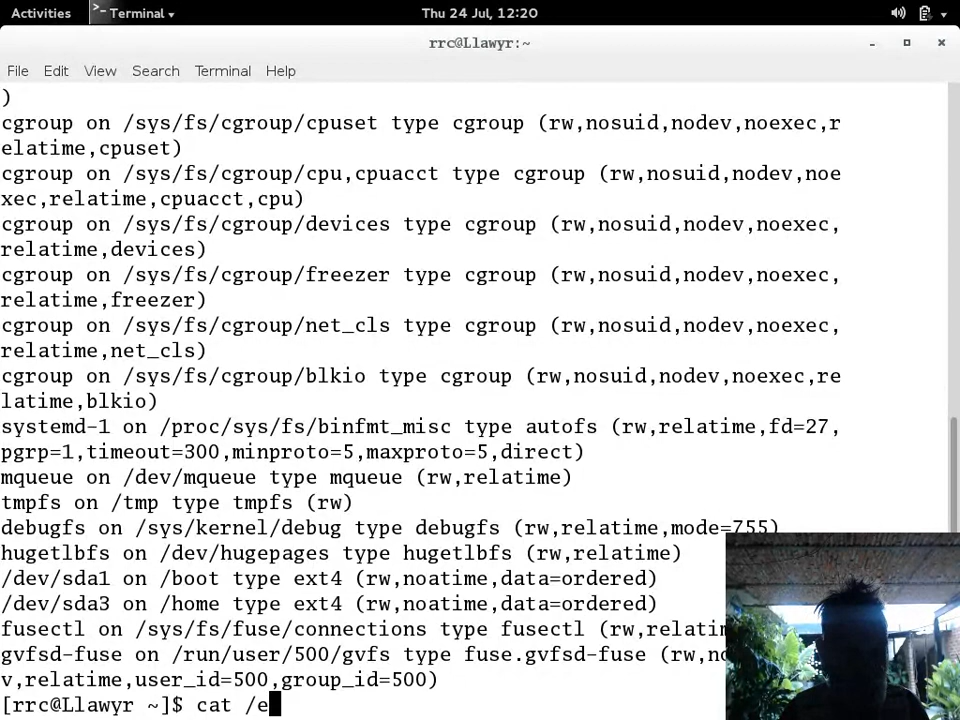 Activities
Terminal
Thu 24 Jul, 12:20
rrc@Llawyr:~
File Edit View Search Terminal Help
)
cgroup on /sys/fs/cgroup/cpuset type cgroup (rw,nosuid,nodev,noexec,r
elatime,cpuset)
cgroup on /sys/fs/cgroup/cpu,cpuacct type cgroup (rw,nosuid,nodev,noe
xec,relatime,cpuacct,cpu)
cgroup on /sys/fs/cgroup/devices type cgroup (rw,nosuid,nodev,noexec,
relatime,devices)
cgroup on /sys/fs/cgroup/freezer type cgroup (rw,nosuid,nodev,noexec,
relatime,freezer)
cgroup on /sys/fs/cgroup/net_cls type cgroup (rw,nosuid,nodev,noexec,
relatime,net_cls)
cgroup on /sys/fs/cgroup/blkio type cgroup (rw,nosuid,nodev,noexec,re
latime,blkio)
systemd-1 on /proc/sys/fs/binfmt_misc type autofs (rw,relatime,fd=27,
pgrp=1,timeout=300,minproto=5,maxproto=5,direct)
mqueue on /dev/mqueue type mqueue (rw,relatime)
tmpfs on /tmp type tmpfs (rw)
debugfs on /sys/kernel/debug type debugfs (rw,relatime,mode=755)
hugetlbfs on /dev/hugepages type hugetlbfs (rw,relatime)
/dev/sda1 on /boot type ext4 (rw,noatime,data=ordered)
/dev/sda3 on /home type ext4 (rw,noatime,data=ordered)
fusectl on /sys/fs/fuse/connections type fusectl (rw,relatim
gvfsd-fuse on /run/user/500/gvfs type fuse.gvfsd-fuse (rw,no
v,relatime,user_id=500,group_id=500)
[rrc@Llawyr ~]$ cat /e